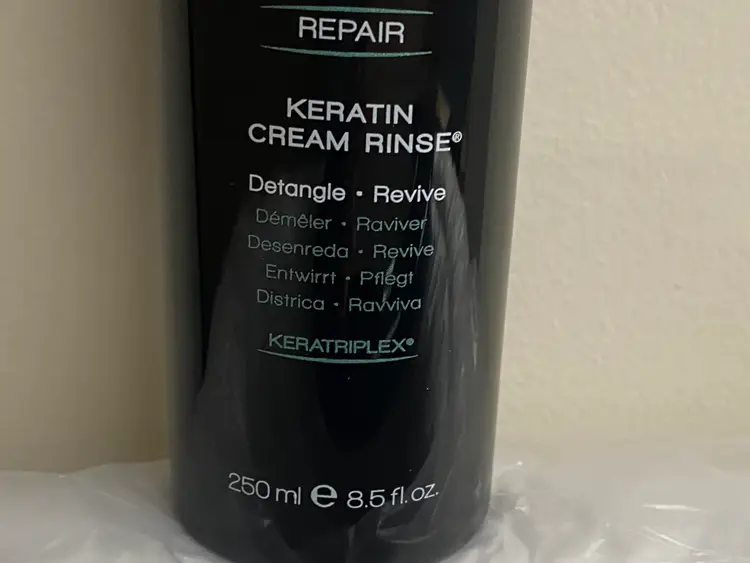 REPAIR
KERATIN
CREAM RINSE®
Detangle • Revive
Démêler • Raviver
Desenreda • Revive
Entwirrt • Pflegt
Districa • Ravviva
KERATRIPLEX®
250 ml e 8.5 fl. oz.